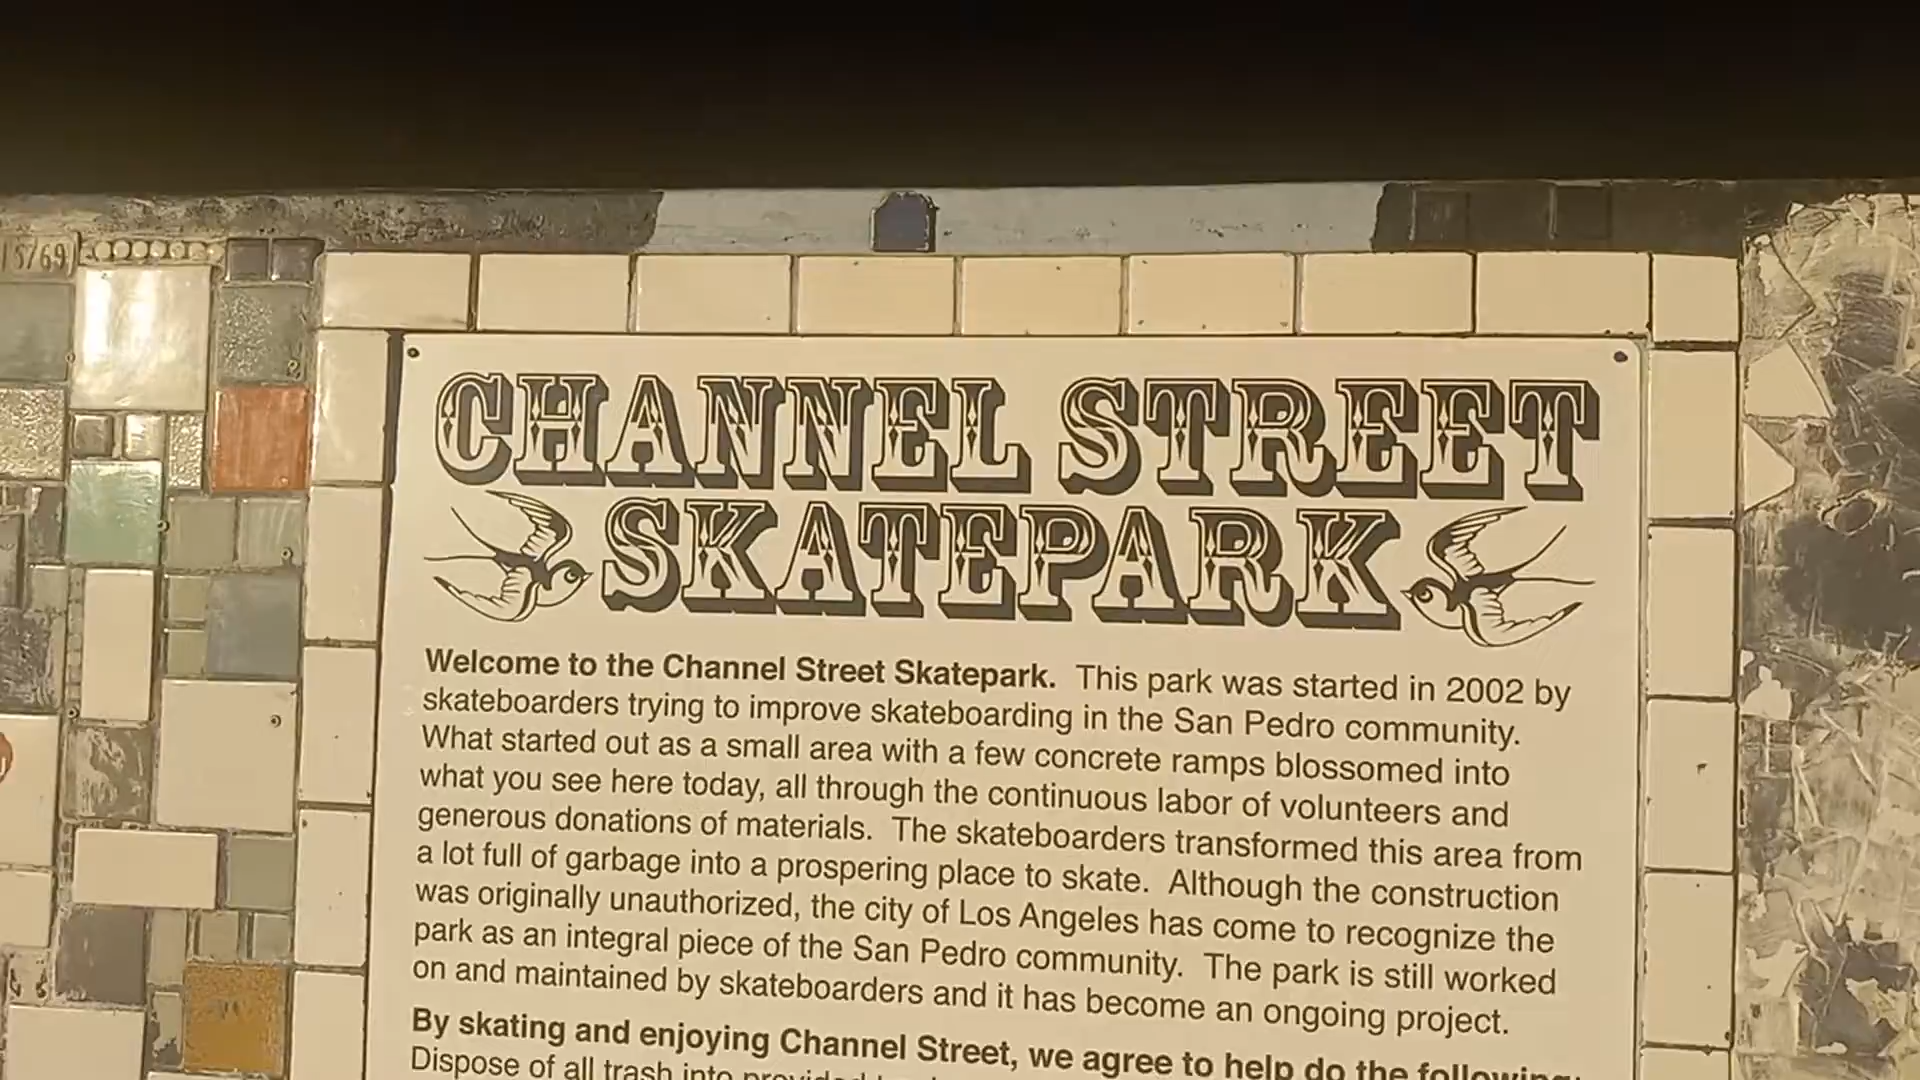 15769
CHANNEL STREET
SKATEPARK
Welcome to the Channel Street Skatepark. This park was started in 2002 by
skateboarders trying to improve skateboarding in the San Pedro community.
What started out as a small area with a few concrete ramps blossomed into
what you see here today, all through the continuous labor of volunteers and
generous donations of materials. The skateboarders transformed this area from
a lot full of garbage into a prospering place to skate. Although the construction
was originally unauthorized, the city of Los Angeles has come to recognize the
park as an integral piece of the San Pedro community. The park is still worked
on and maintained by skateboarders and it has become an ongoing project.
By skating and enjoying Channel Street, we agree to help do the following:
Dispose of all trash into